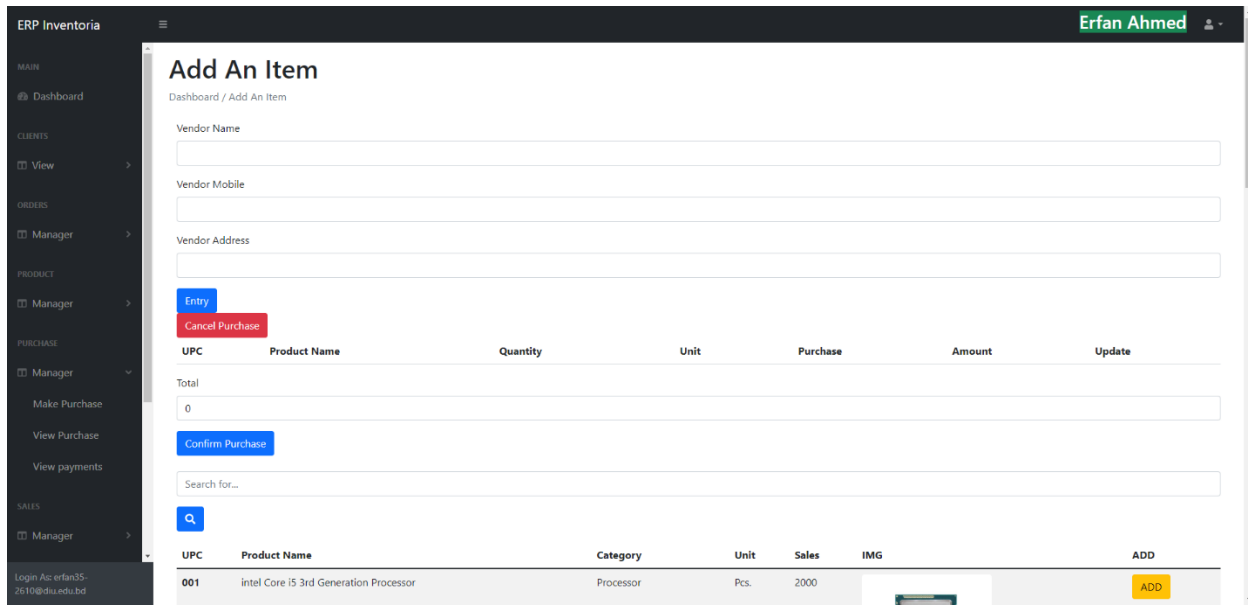 ERP Inventoria
Erfan Ahmed
MAIN
Dashboard
CLIENTS
View
ORDERS
Manager
PRODUCT
Manager
PURCHASE
Manager
Make Purchase
View Purchase
View payments
SALES
Manager
Login As: erfan35-
2610@diu.edu.bd
Add An Item
Dashboard / Add An Item
Vendor Name
Vendor Mobile
Vendor Address
Entry
Cancel Purchase
UPC Product Name Quantity Unit Purchase Amount Update
Total
0
Confirm Purchase
Search for...
UPC Product Name Category Unit Sales IMG ADD
001 intel Core i5 3rd Generation Processor Processor Pcs. 2000 ADD